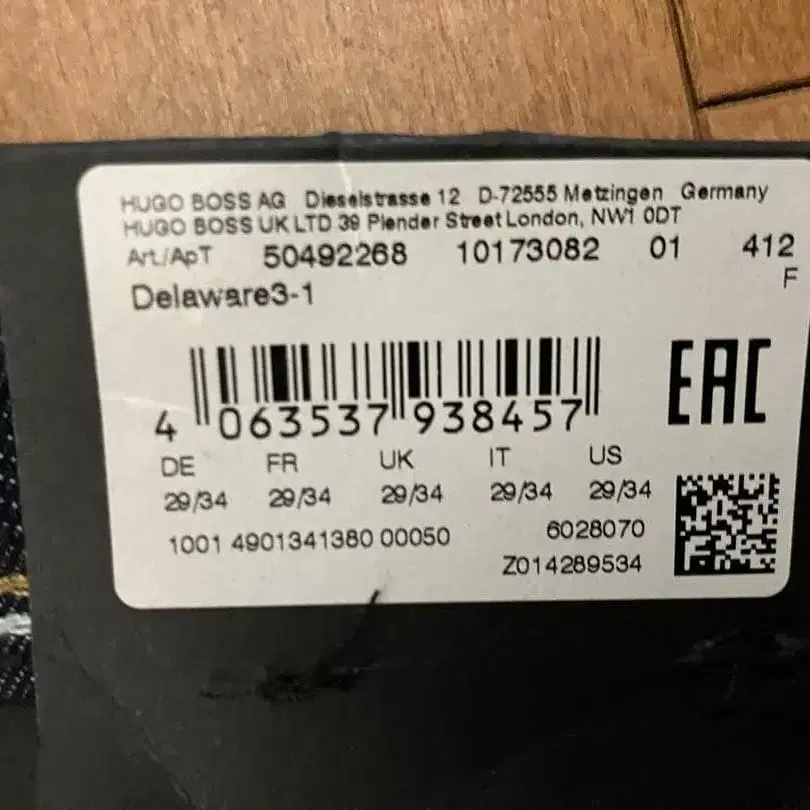 HUGO BOSS AG Dieselstrasse 12 D-72555 Metzingen Germany
HUGO BOSS UK LTD 39 Plender Street London, NW1 0DT
Art./ApT 50492268 10173082 01 412
F
Delaware3-1
EAC
4 063537 938457
DE FR UK IT US
29/34 29/34 29/34 29/34 29/34
1001 4901341380 00050 6028070
Z014289534